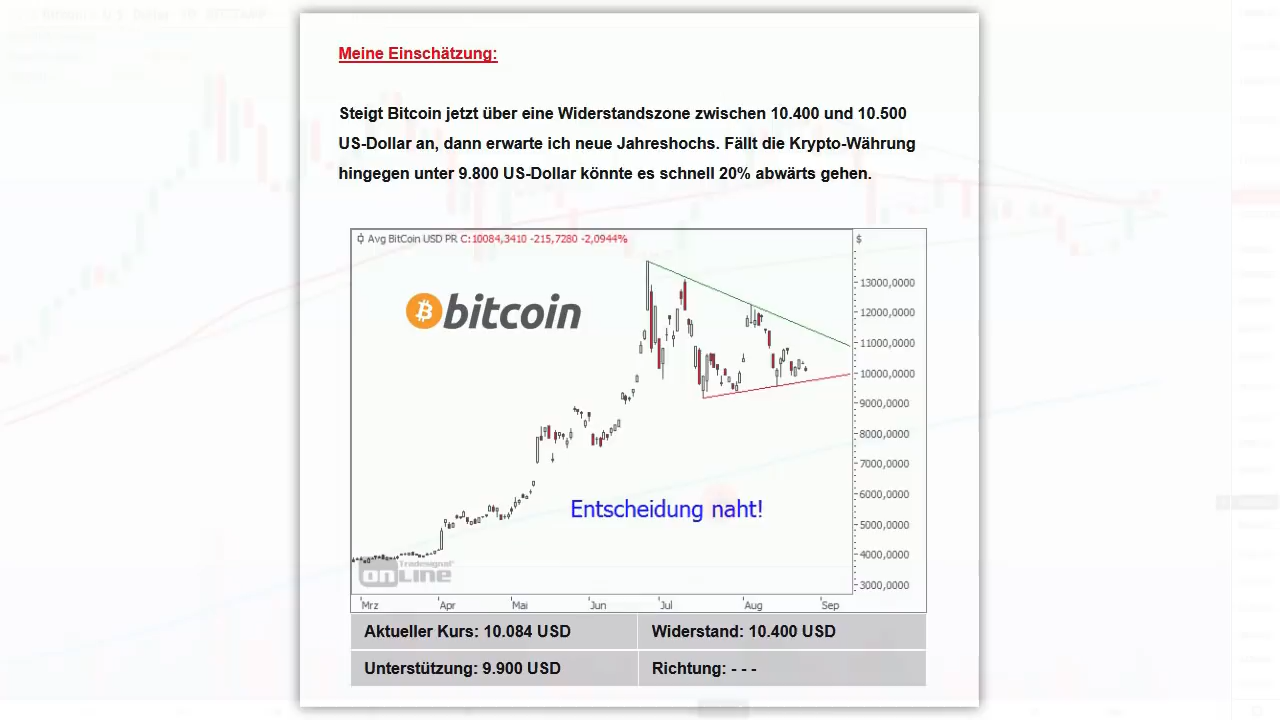 Meine Einschätzung:
Steigt Bitcoin jetzt über eine Widerstandszone zwischen 10.400 und 10.500
US-Dollar an, dann erwarte ich neue Jahreshochs. Fällt die Krypto-Währung
hingegen unter 9.800 US-Dollar könnte es schnell 20% abwärts gehen.
Avg BitCoin USD PR C:10084,3410 -215,7280 -2,0944%
$
bitcoin
13000,0000
12000,0000
11000,0000
10000,0000
9000,0000
8000,0000
7000,0000
6000,0000
5000,0000
4000,0000
3000,0000
Entscheidung naht!
Tradesignal
onLine
Mrz Apr Mai Jun Jul Aug Sep
Aktueller Kurs: 10.084 USD Widerstand: 10.400 USD
Unterstützung: 9.900 USD Richtung: - - -